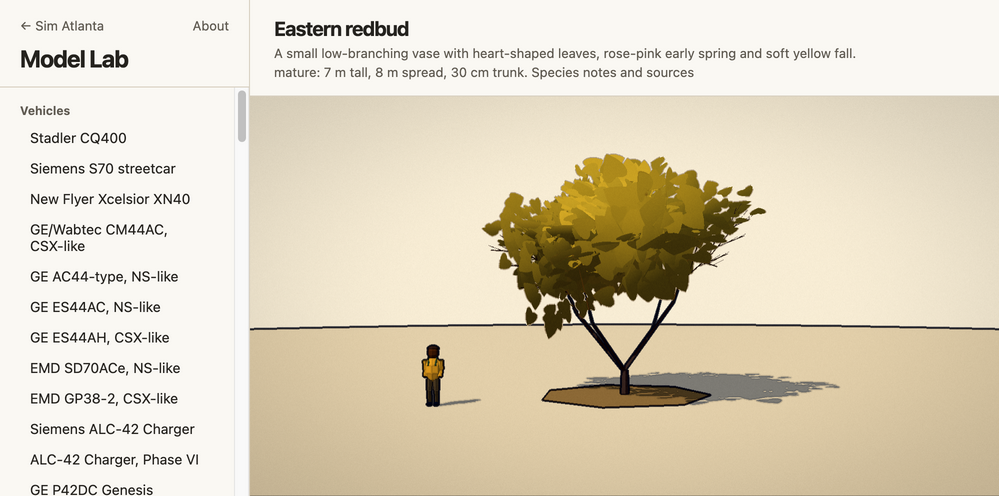 ← Sim Atlanta
About
Model Lab
Vehicles
Stadler CQ400
Siemens S70 streetcar
New Flyer Xcelsior XN40
GE/Wabtec CM44AC,
CSX-like
GE AC44-type, NS-like
GE ES44AC, NS-like
GE ES44AH, CSX-like
EMD SD70ACe, NS-like
EMD GP38-2, CSX-like
Siemens ALC-42 Charger
ALC-42 Charger, Phase VI
GE P42DC Genesis
Eastern redbud
A small low-branching vase with heart-shaped leaves, rose-pink early spring and soft yellow fall.
mature: 7 m tall, 8 m spread, 30 cm trunk. Species notes and sources